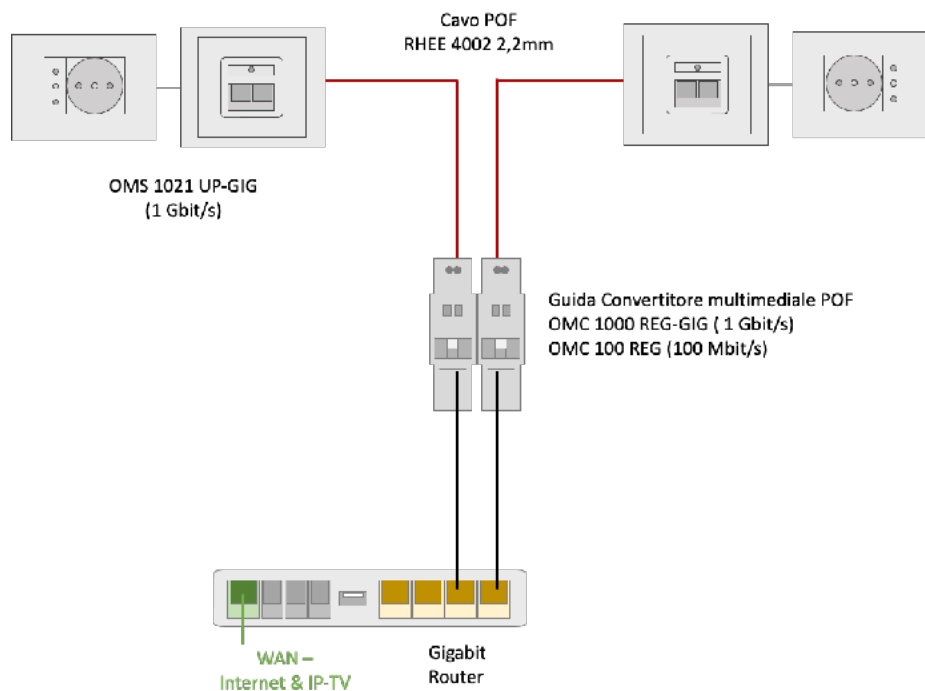 Cavo POF
RHEE 4002 2,2mm
OMS 1021 UP-GIG
(1 Gbit/s)
Guida Convertitore multimediale POF
OMC 1000 REG-GIG ( 1 Gbit/s)
OMC 100 REG (100 Mbit/s)
WAN –
Internet & IP-TV
Gigabit
Router